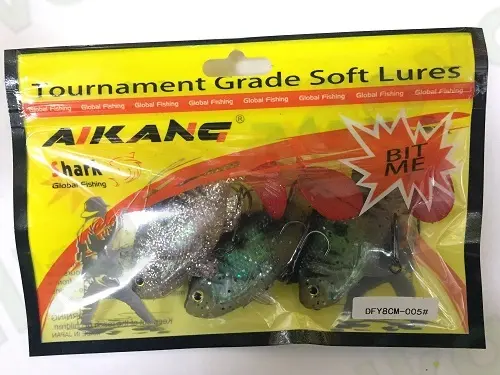 Tournament Grade Soft Lures
Global Fishing Global Fishing Global Fishing Global Fishing Global Fishing Global Fishing Global Fishing
AIKANG®
Shark
Global Fishing
BIT
ME
DFY8CM-005#